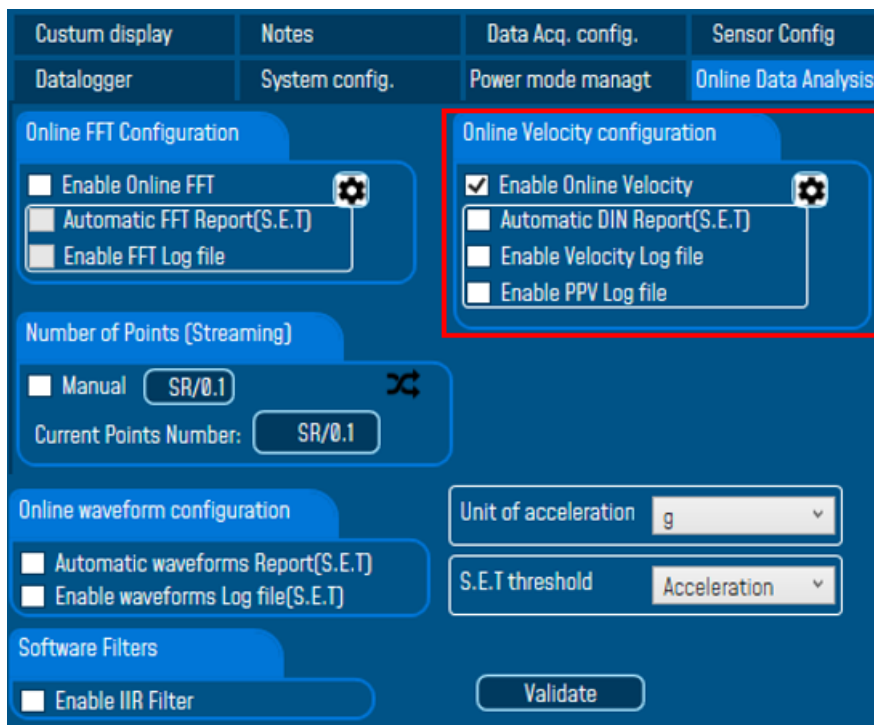 Custum display
Notes
Data Acq. config.
Sensor Config
Datalogger
System config.
Power mode managt
Online Data Analysis
Online FFT Configuration
Enable Online FFT
Automatic FFT Report(S.E.T)
Enable FFT Log file
Online Velocity configuration
Enable Online Velocity
Automatic DIN Report(S.E.T)
Enable Velocity Log file
Enable PPV Log file
Number of Points (Streaming)
Manual
SR/0.1
Current Points Number:
SR/0.1
Online waveform configuration
Automatic waveforms Report(S.E.T)
Enable waveforms Log file(S.E.T)
Unit of acceleration
g
S.E.T threshold
Acceleration
Software Filters
Enable IIR Filter
Validate